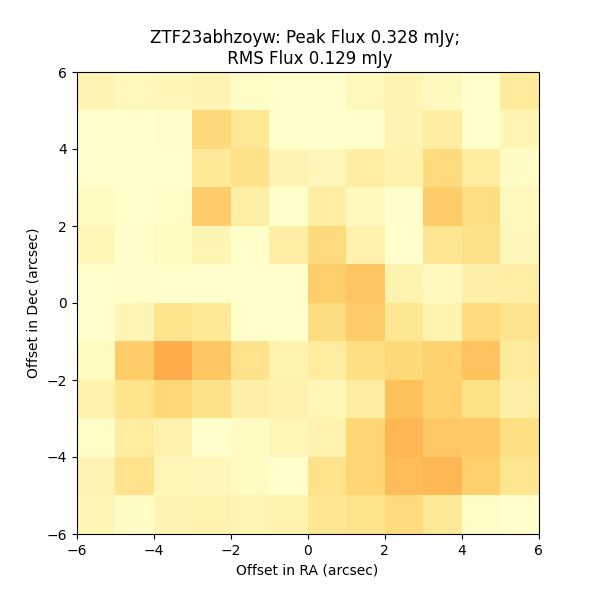 ZTF23abhzoyw: Peak Flux 0.328 mJy;
RMS Flux 0.129 mJy
6
4
2
0
−2
−4
−6
Offset in Dec (arcsec)
−6 −4 −2 0 2 4 6
Offset in RA (arcsec)